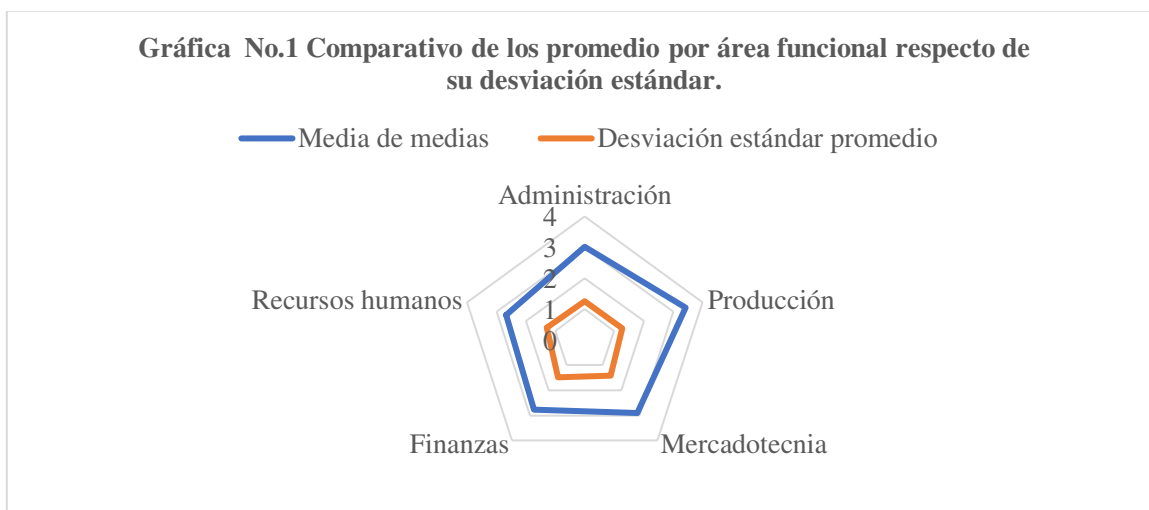 Gráfica No.1 Comparativo de los promedio por área funcional respecto de
su desviación estándar.
Media de medias
Desviación estándar promedio
Administración
4
3
2
1
0
Recursos humanos
Producción
Finanzas
Mercadotecnia